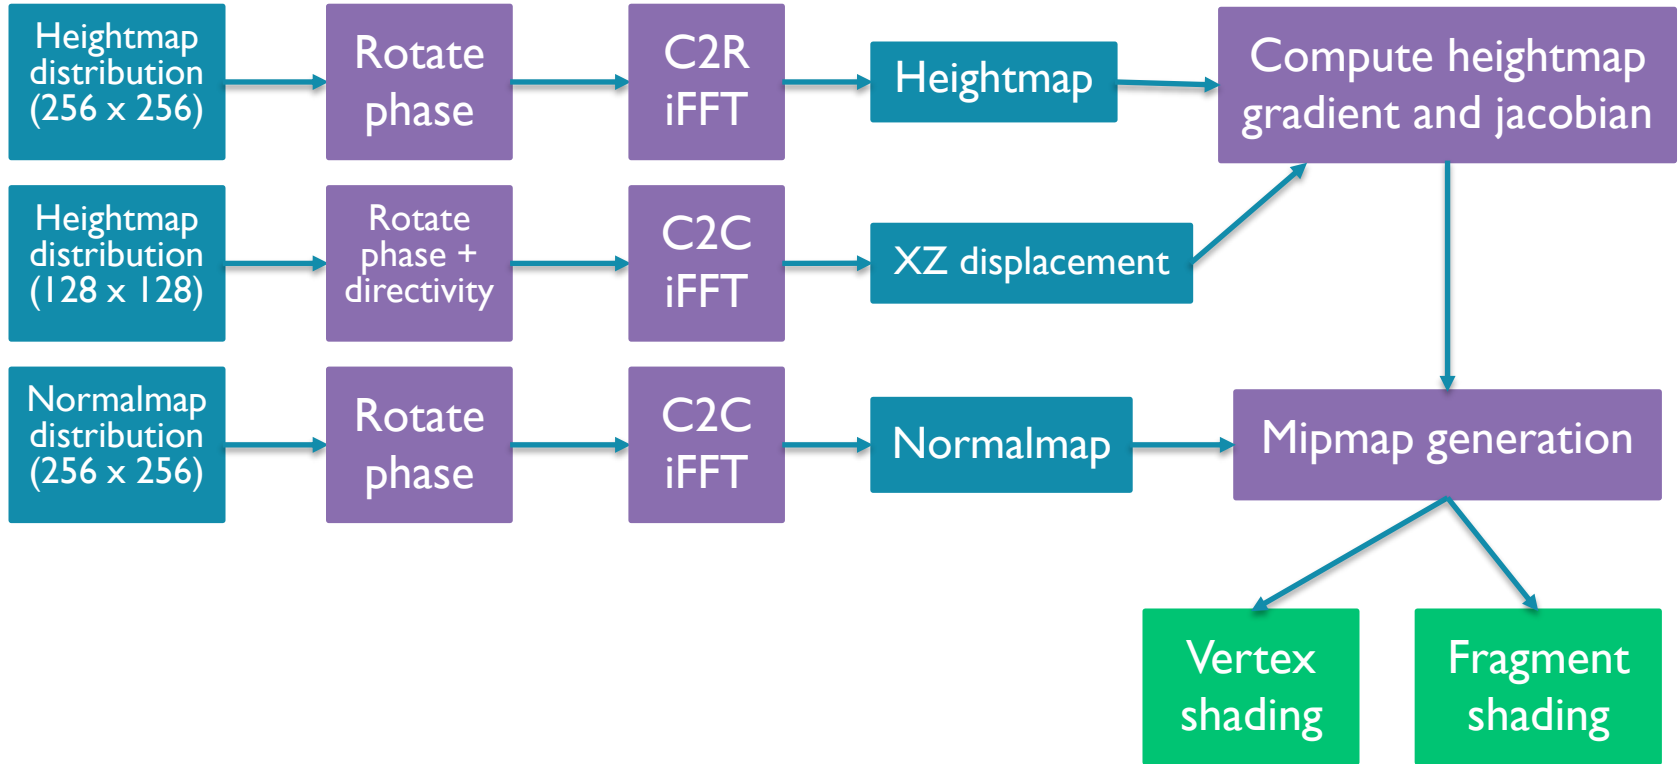 Heightmap
distribution
(256 x 256)
Rotate
phase
C2R
iFFT
Heightmap
Compute heightmap
gradient and jacobian
Heightmap
distribution
(128 x 128)
Rotate
phase +
directivity
C2C
iFFT
XZ displacement
Normalmap
distribution
(256 x 256)
Rotate
phase
C2C
iFFT
Normalmap
Mipmap generation
Vertex
shading
Fragment
shading